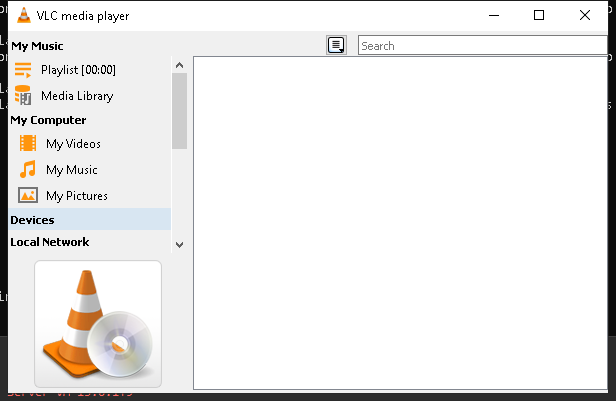 VLC media player
My Music
Search
Playlist [00:00]
Media Library
My Computer
My Videos
My Music
My Pictures
Devices
Local Network